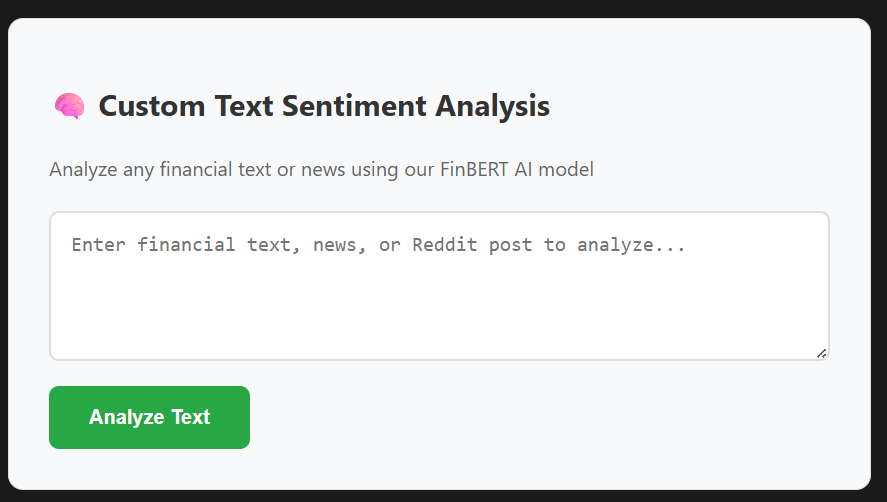 🧠 Custom Text Sentiment Analysis
Analyze any financial text or news using our FinBERT AI model
Enter financial text, news, or Reddit post to analyze...
Analyze Text